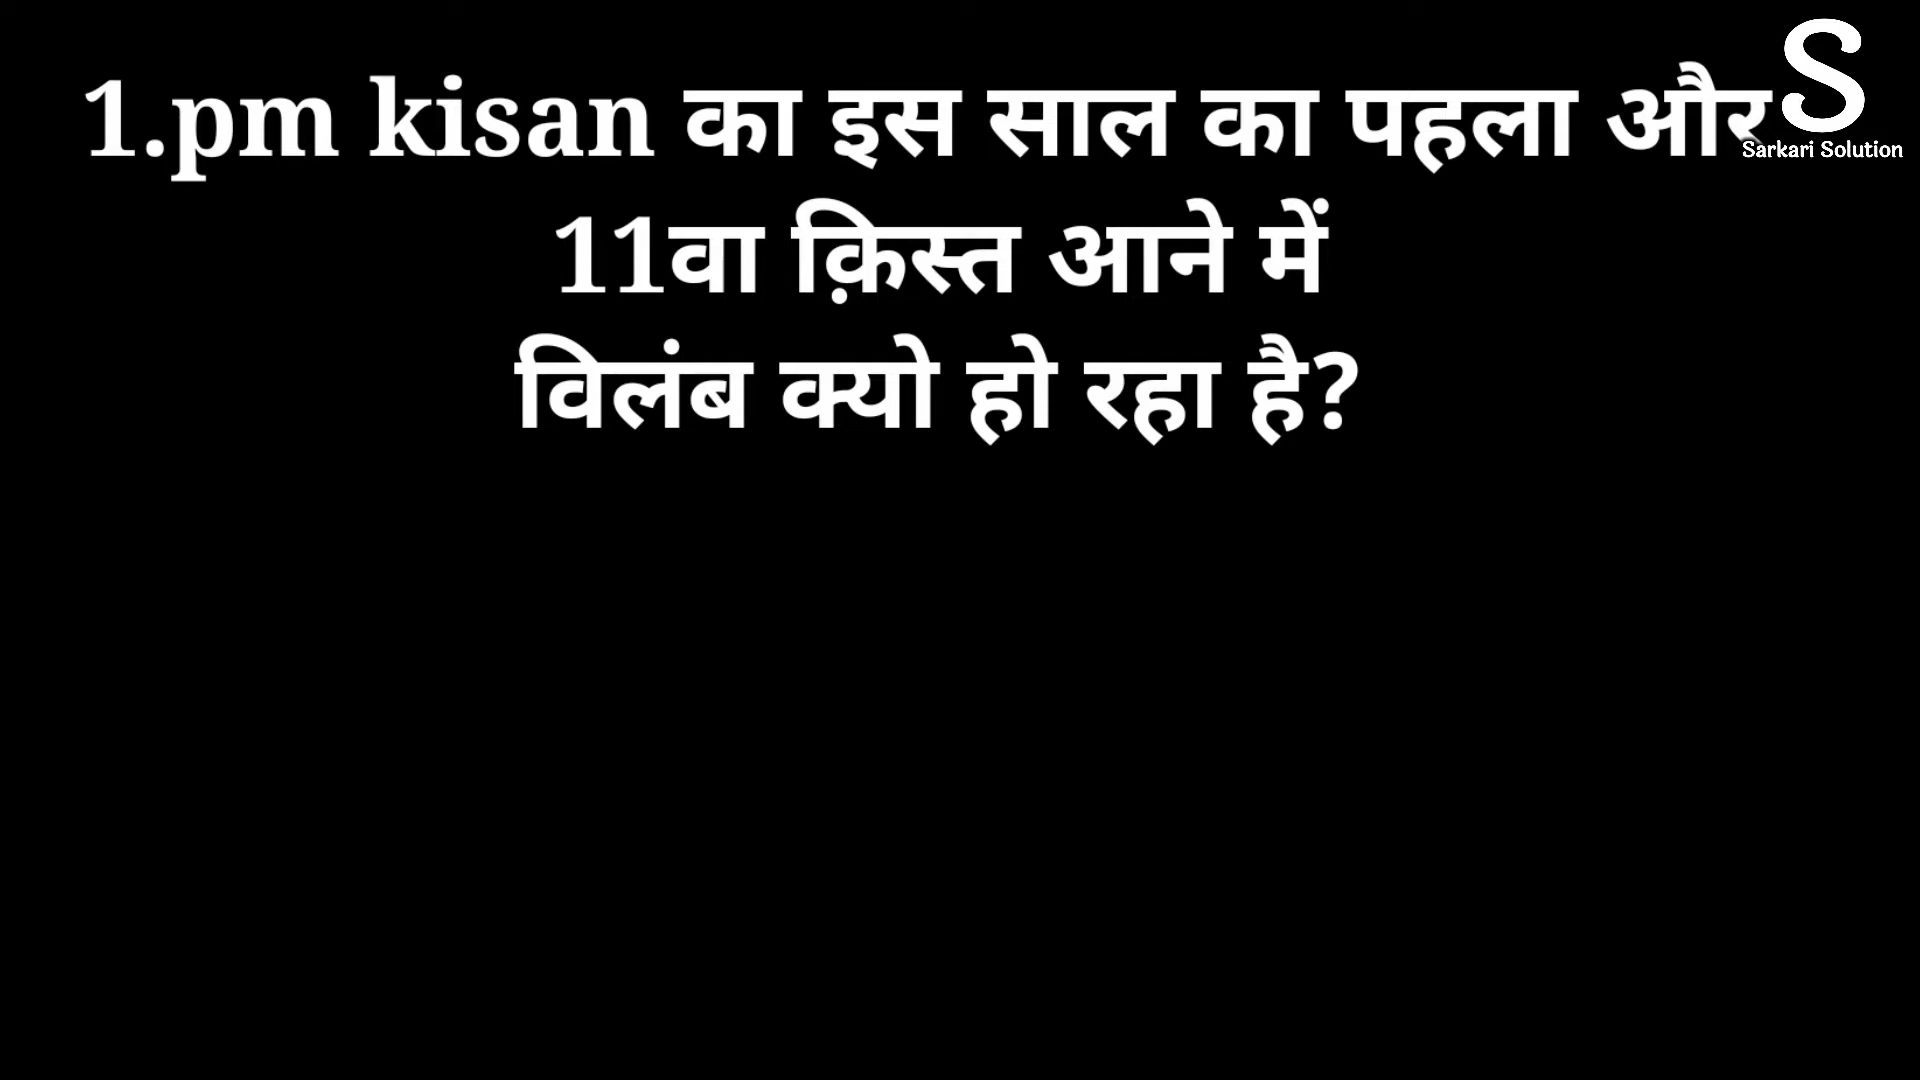 1.pm kisan का इस साल का पहला और
11वा क़िस्त आने में
विलंब क्यो हो रहा है?
S
Sarkari Solution